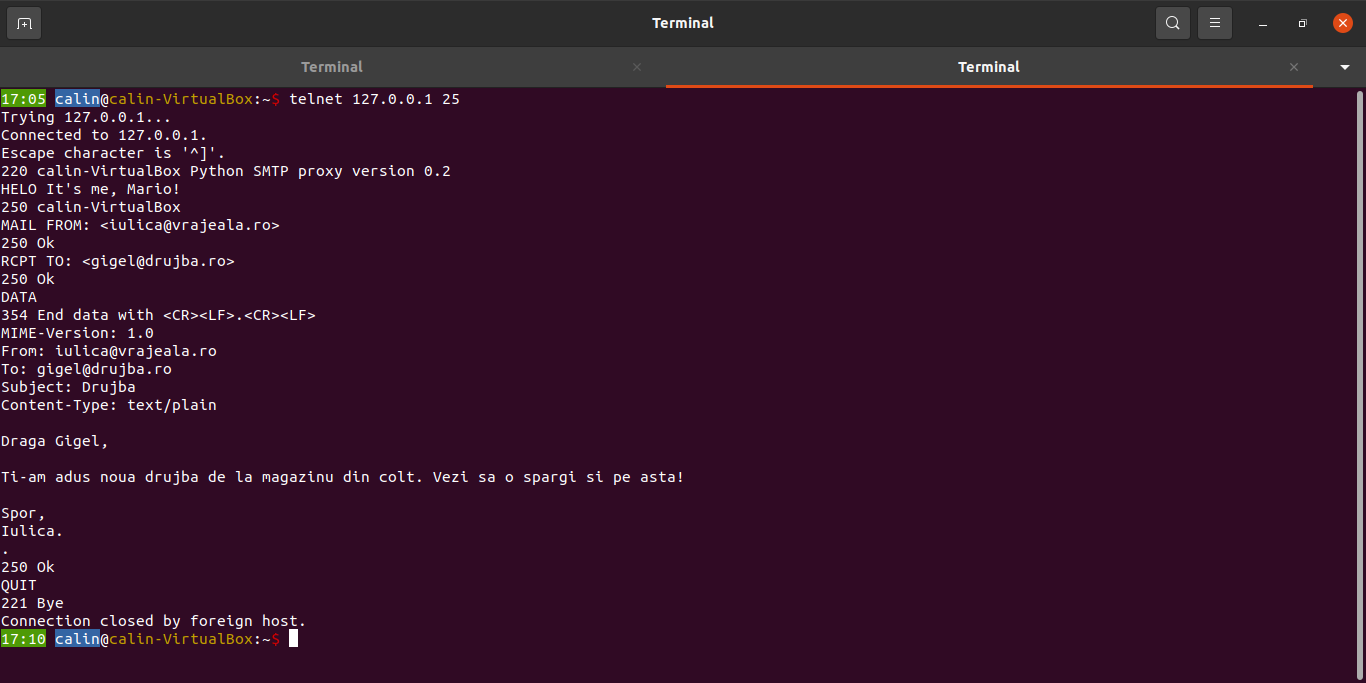 Terminal
Terminal
Terminal
17:05 calin@calin-VirtualBox:~$ telnet 127.0.0.1 25
Trying 127.0.0.1...
Connected to 127.0.0.1.
Escape character is '^]'.
220 calin-VirtualBox Python SMTP proxy version 0.2
HELO It's me, Mario!
250 calin-VirtualBox
MAIL FROM: <iulica@vrajeala.ro>
250 Ok
RCPT TO: <gigel@drujba.ro>
250 Ok
DATA
354 End data with <CR><LF>.<CR><LF>
MIME-Version: 1.0
From: iulica@vrajeala.ro
To: gigel@drujba.ro
Subject: Drujba
Content-Type: text/plain

Draga Gigel,

Ti-am adus noua drujba de la magazinu din colt. Vezi sa o spargi si pe asta!

Spor,
Iulica.
.
250 Ok
QUIT
221 Bye
Connection closed by foreign host.
17:10 calin@calin-VirtualBox:~$